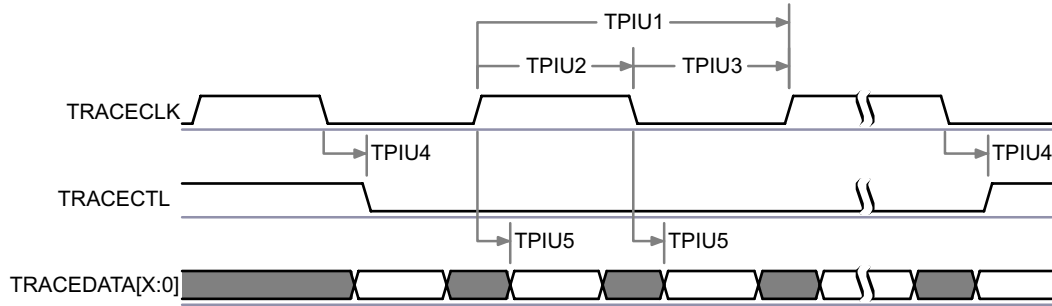 TPIU1
TPIU2 TPIU3
TRACECLK
TPIU4 TPIU4
TRACECTL
TPIU5 TPIU5
TRACEDATA[X:0]